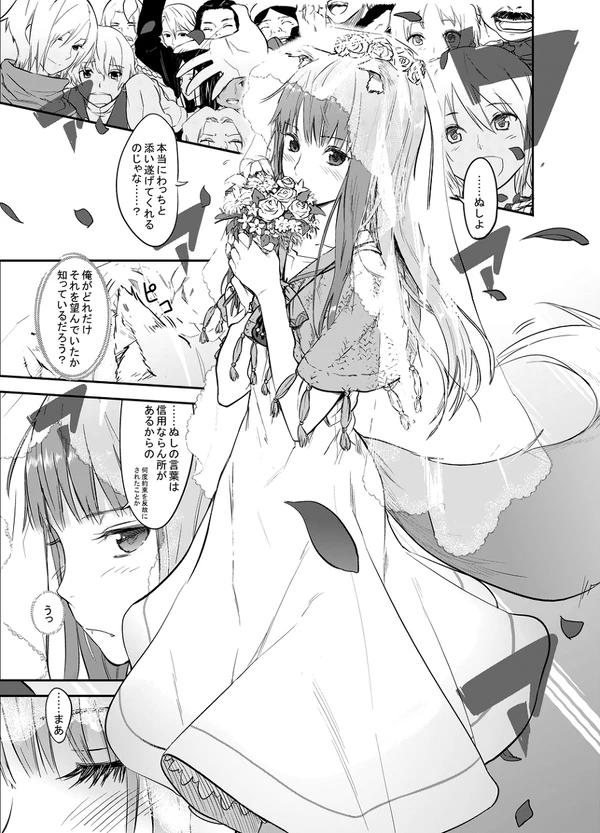 ……ぬしよ
本当にわっちと
添い遂げてくれる
のじゃな……？
ピコ
俺がどれだけ
それを望んでいたか
知っているだろう？
……ぬしの言葉は
信用ならん所が
あるからの
何度約束を反故に
されたことか
うっ
……まあ